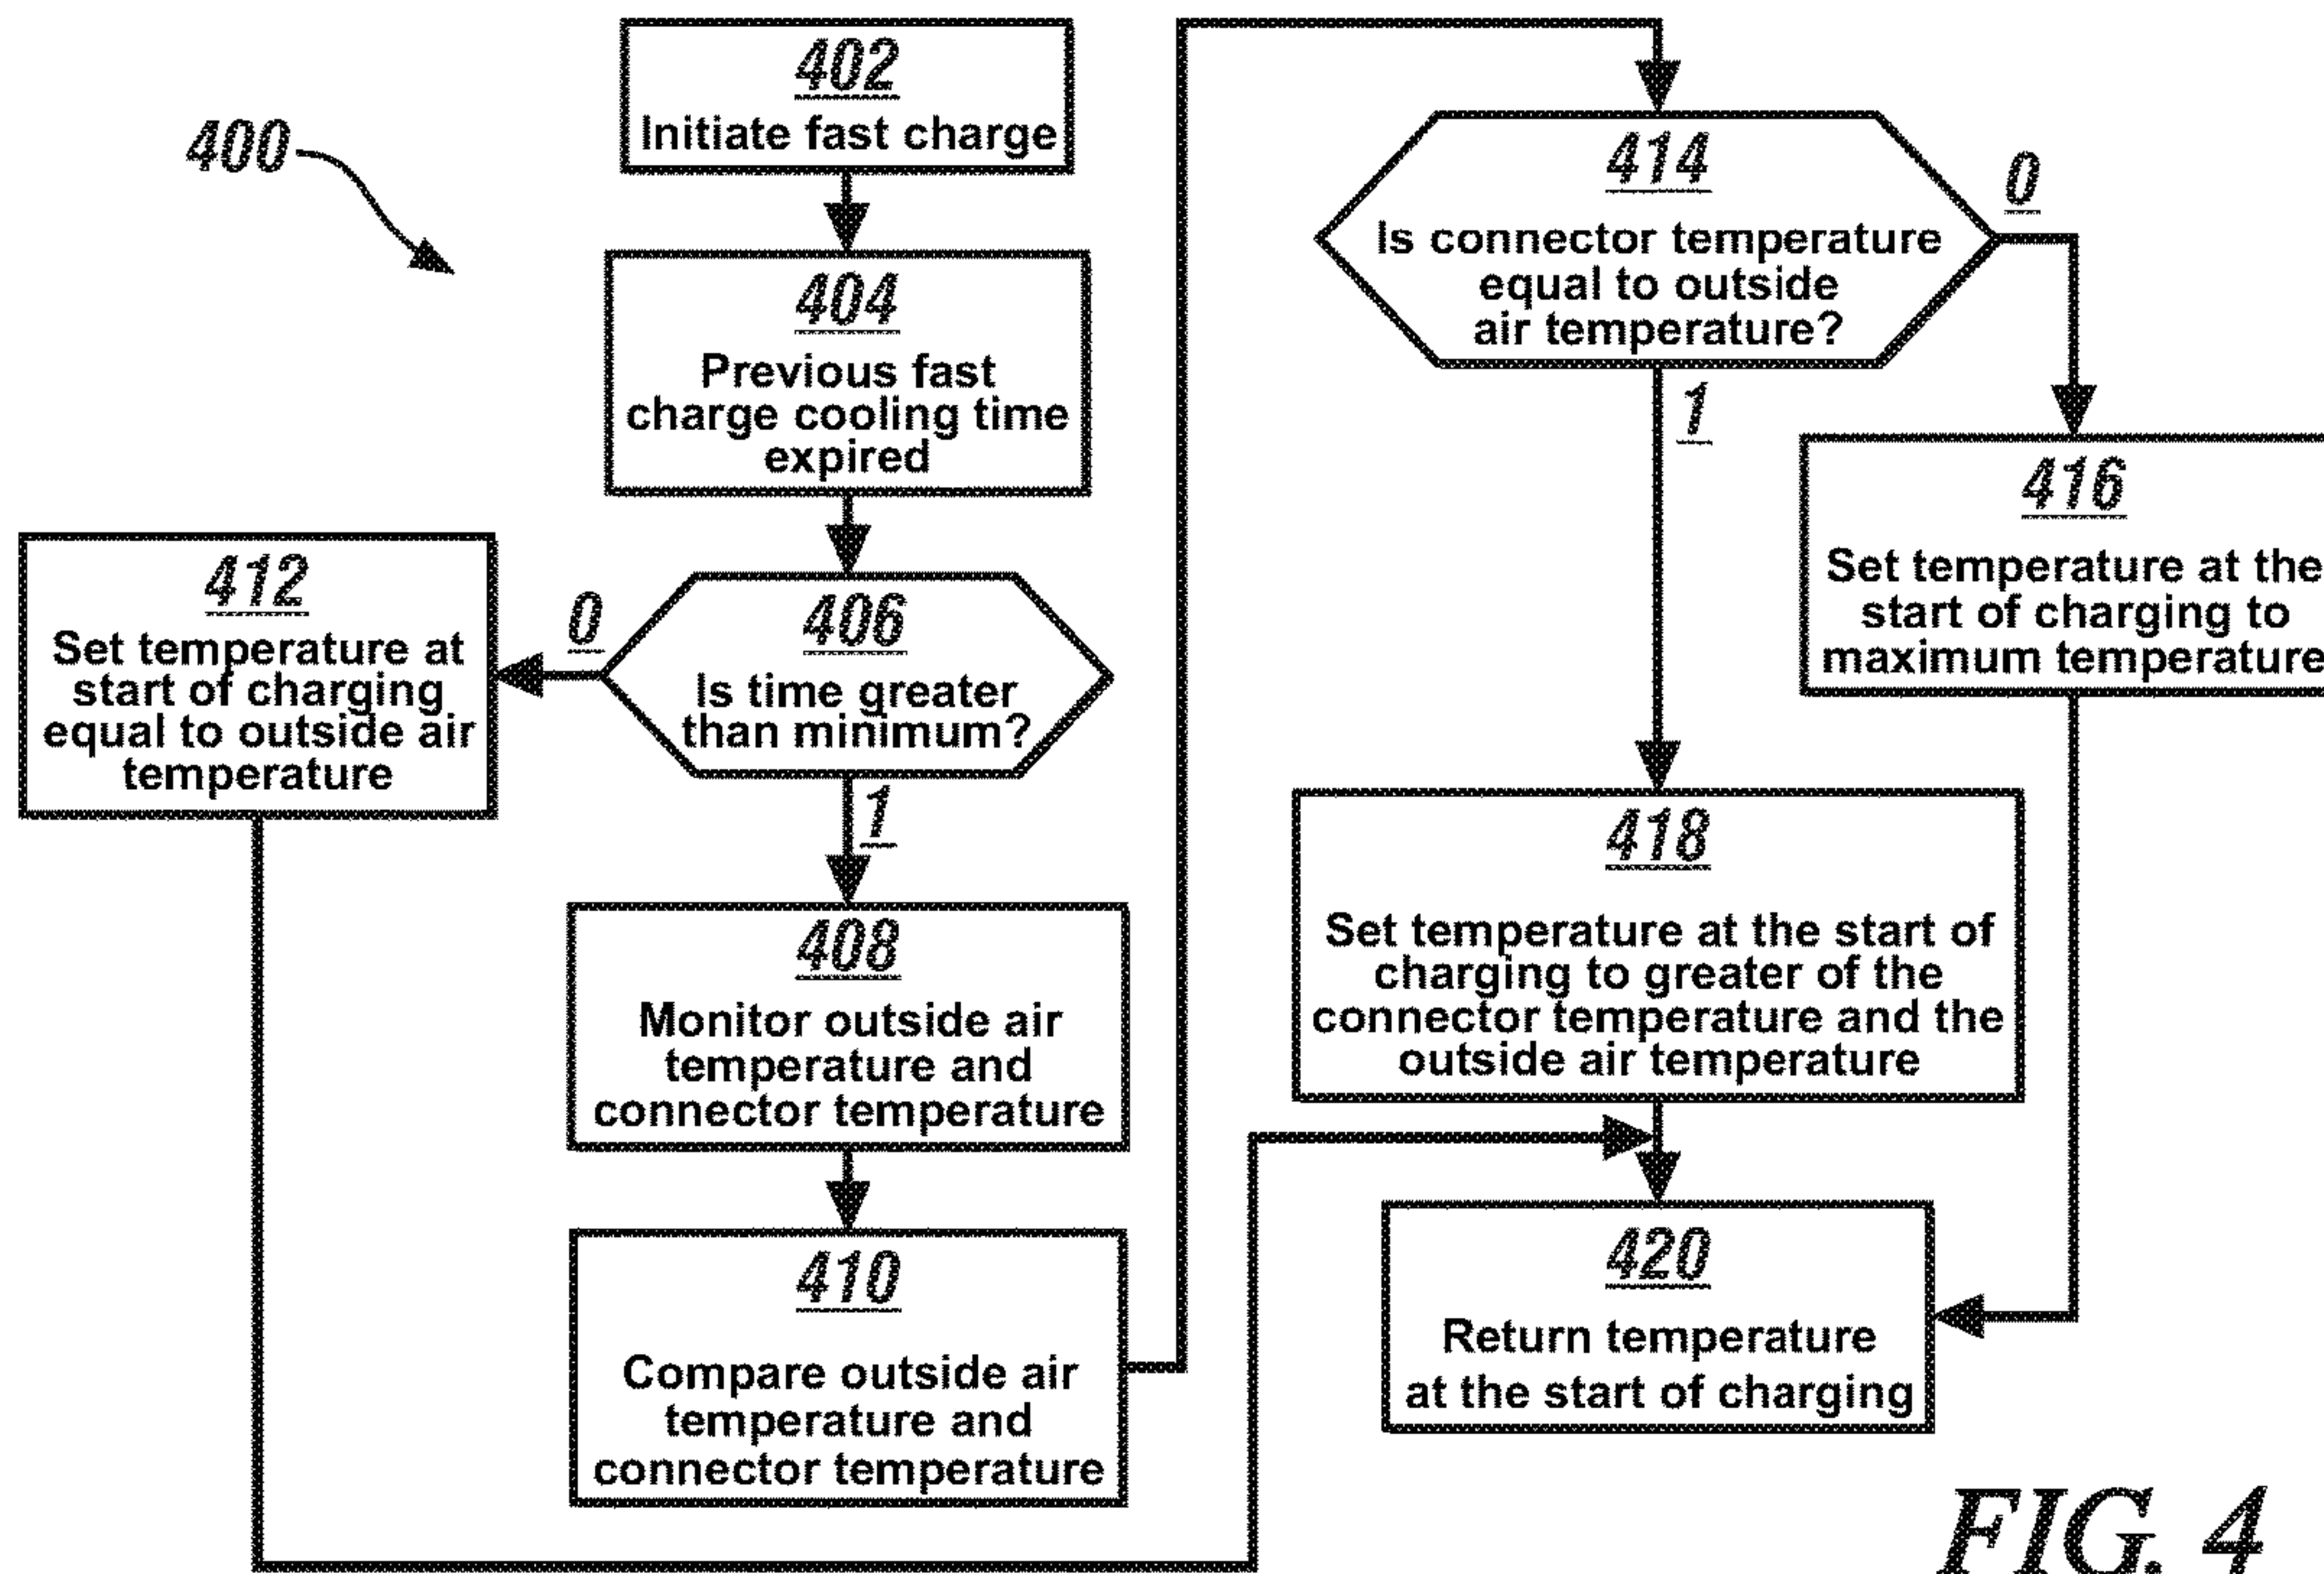 400
402
Initiate fast charge
404
Previous fast
charge cooling time
expired
406
Is time greater
than minimum?
0
1
412
Set temperature at
start of charging
equal to outside air
temperature
408
Monitor outside air
temperature and
connector temperature
410
Compare outside air
temperature and
connector temperature
414
Is connector temperature
equal to outside
air temperature?
0
1
416
Set temperature at the
start of charging to
maximum temperature
418
Set temperature at the start of
charging to greater of the
connector temperature and the
outside air temperature
420
Return temperature
at the start of charging
FIG. 4